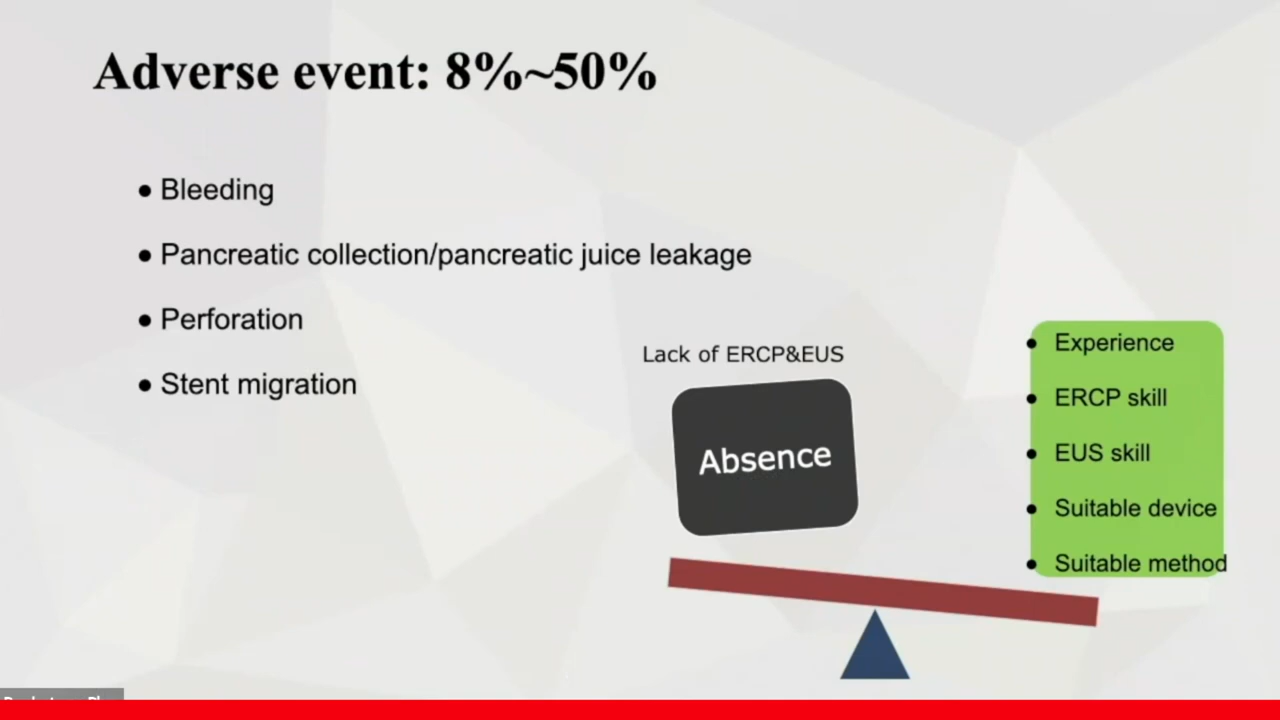 Adverse event: 8%~50%
● Bleeding
● Pancreatic collection/pancreatic juice leakage
● Perforation
● Stent migration
Lack of ERCP&EUS
Absence
● Experience
● ERCP skill
● EUS skill
● Suitable device
● Suitable method